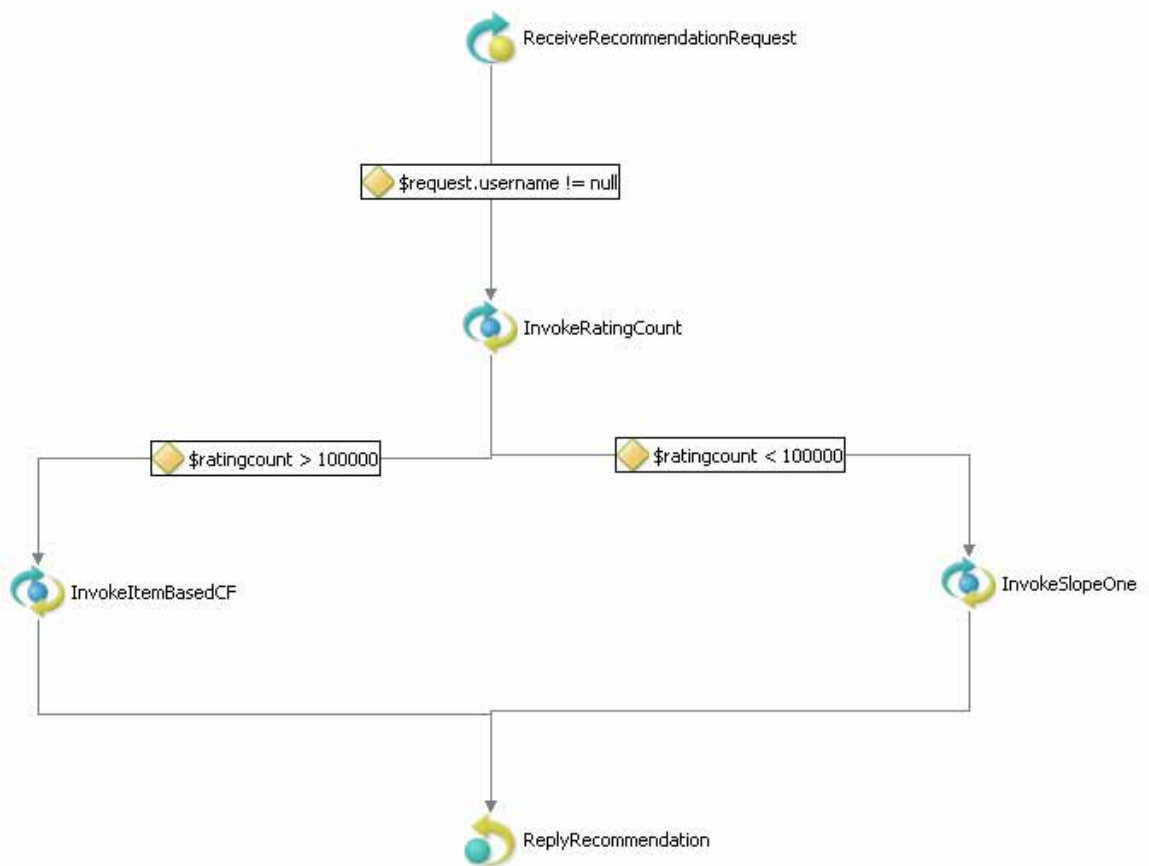 ReceiveRecommendationRequest
$request.username != null
InvokeRatingCount
$ratingcount > 100000
$ratingcount < 100000
InvokeItemBasedCF
InvokeSlopeOne
ReplyRecommendation